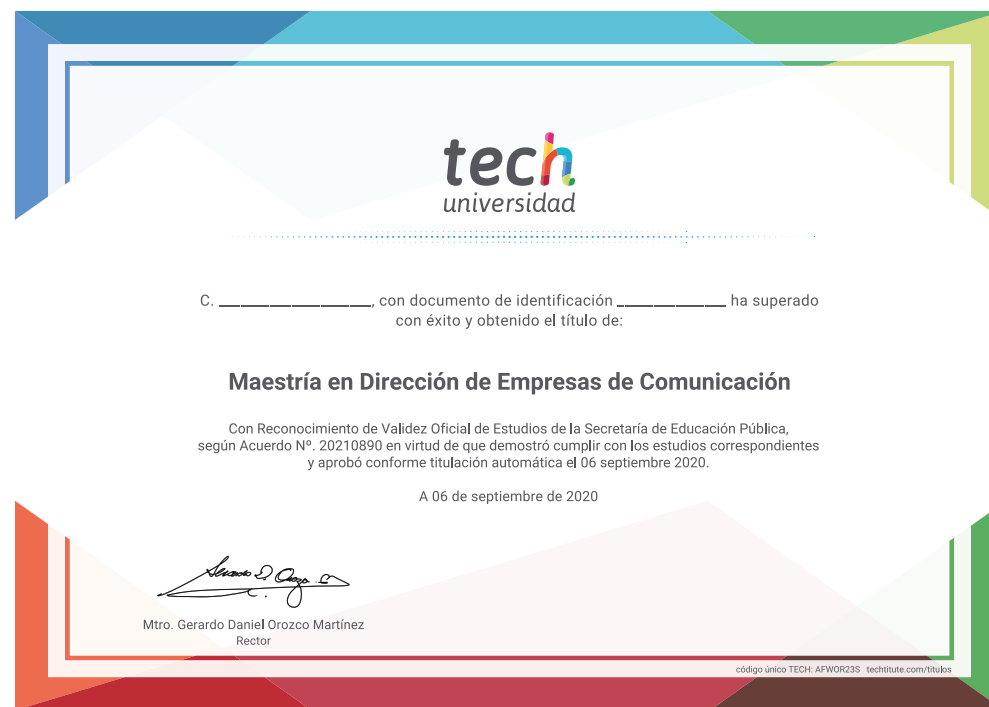 tech
universidad
C. ____________________, con documento de identificación ______________ ha superado
con éxito y obtenido el título de:
Maestría en Dirección de Empresas de Comunicación
Con Reconocimiento de Validez Oficial de Estudios de la Secretaría de Educación Pública,
según Acuerdo Nº. 20210890 en virtud de que demostró cumplir con los estudios correspondientes
y aprobó conforme titulación automática el 06 septiembre 2020.
A 06 de septiembre de 2020
Mtro. Gerardo Daniel Orozco Martínez
Rector
código único TECH: AFWOR23S techtitute.com/titulos